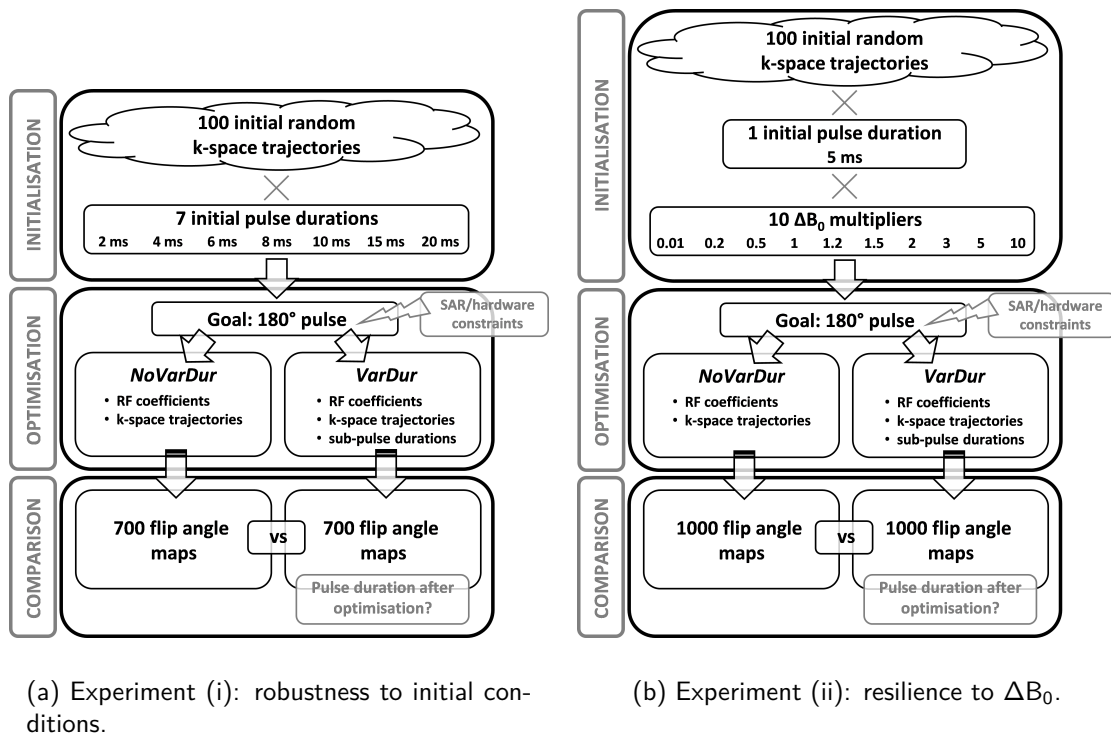 INITIALISATION
100 initial random
k-space trajectories
7 initial pulse durations
2 ms 4 ms 6 ms 8 ms 10 ms 15 ms 20 ms
OPTIMISATION
Goal: 180° pulse
SAR/hardware
constraints
NoVarDur
• RF coefficients
• k-space trajectories
VarDur
• RF coefficients
• k-space trajectories
• sub-pulse durations
COMPARISON
700 flip angle
maps
vs
700 flip angle
maps
Pulse duration after
optimisation?
(a) Experiment (i): robustness to initial con-
ditions.
INITIALISATION
100 initial random
k-space trajectories
1 initial pulse duration
5 ms
10 ΔB₀ multipliers
0.01 0.2 0.5 1 1.2 1.5 2 3 5 10
OPTIMISATION
Goal: 180° pulse
SAR/hardware
constraints
NoVarDur
• RF coefficients
• k-space trajectories
VarDur
• RF coefficients
• k-space trajectories
• sub-pulse durations
COMPARISON
1000 flip angle
maps
vs
1000 flip angle
maps
Pulse duration after
optimisation?
(b) Experiment (ii): resilience to ΔB₀.